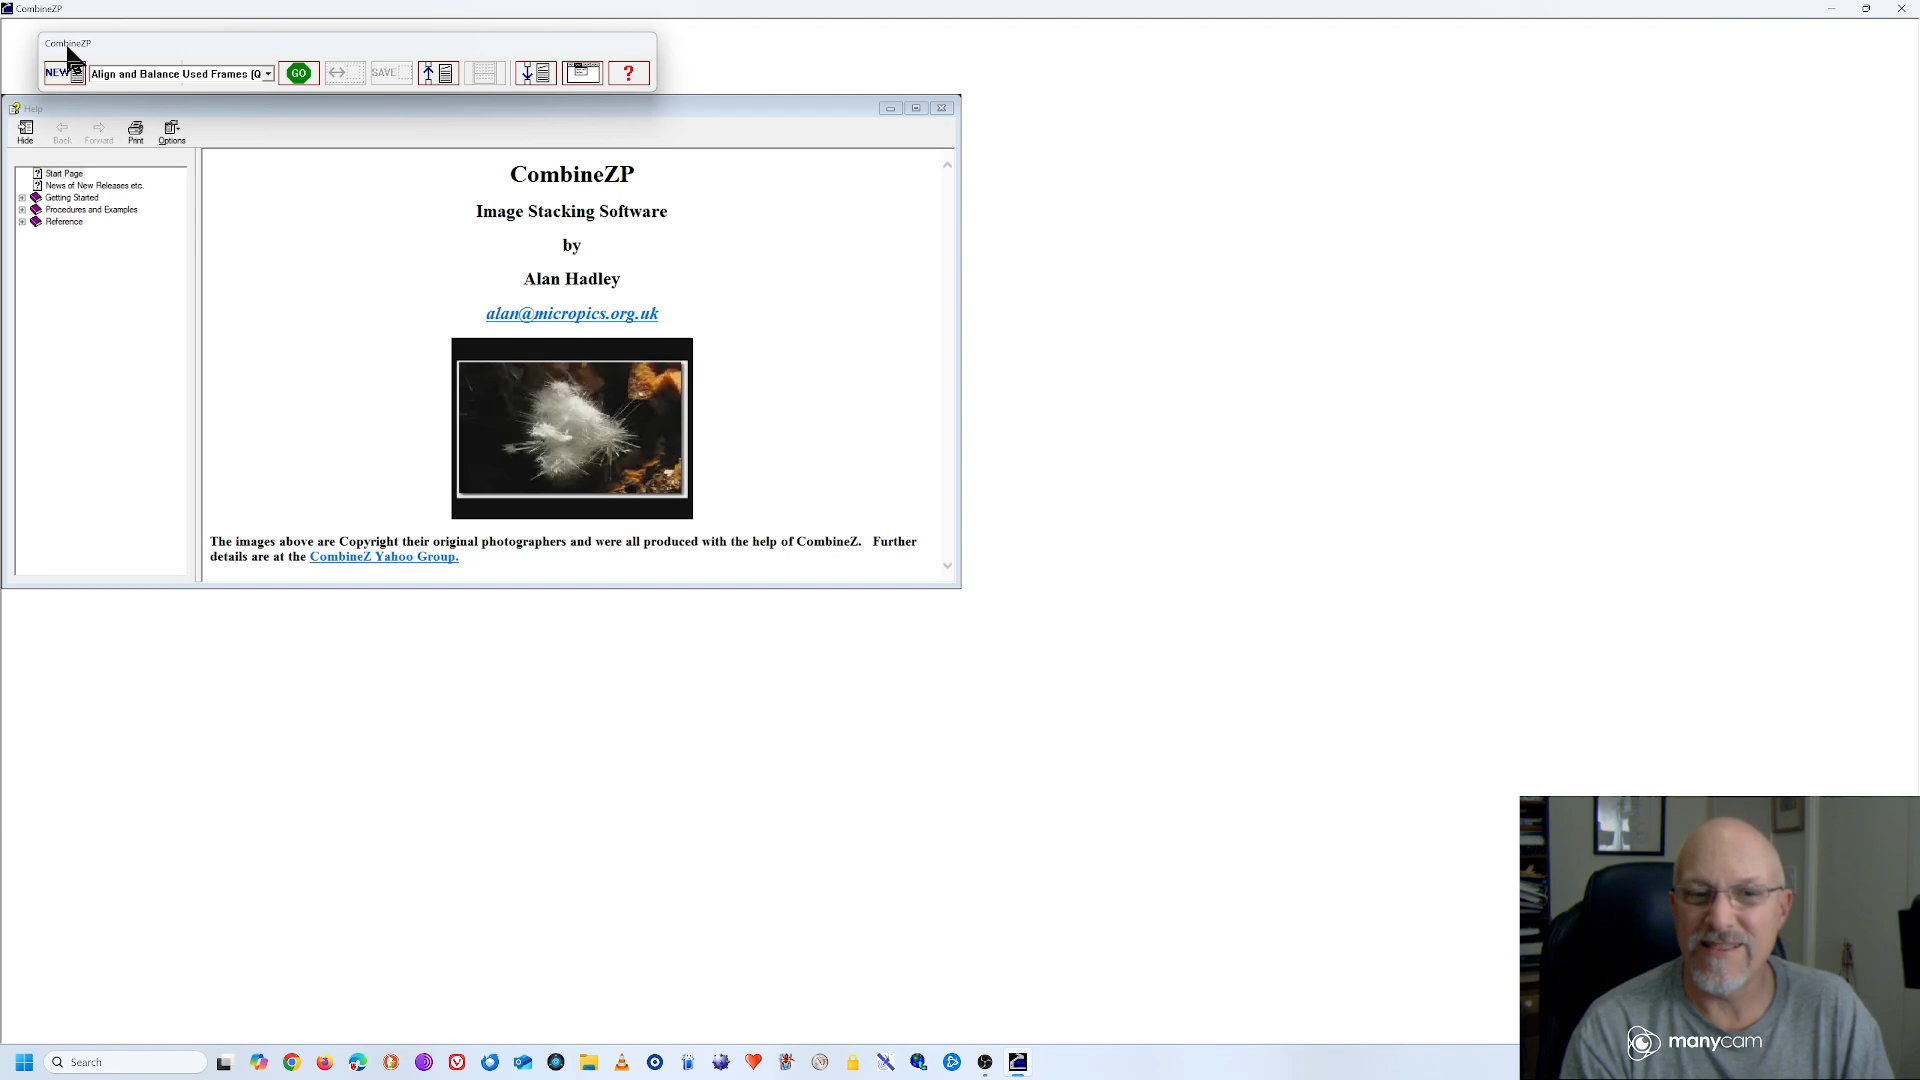 CombineZP
CombineZP
NEW
Align and Balance Used Frames (Q
GO
SAVE
?
Help
Hide
Back
Forward
Print
Options
Start Page
News of New Releases etc.
Getting Started
Procedures and Examples
Reference
CombineZP
Image Stacking Software
by
Alan Hadley
alan@micropics.org.uk
The images above are Copyright their original photographers and were all produced with the help of CombineZ. Further
details are at the CombineZ Yahoo Group.
manycam
Search